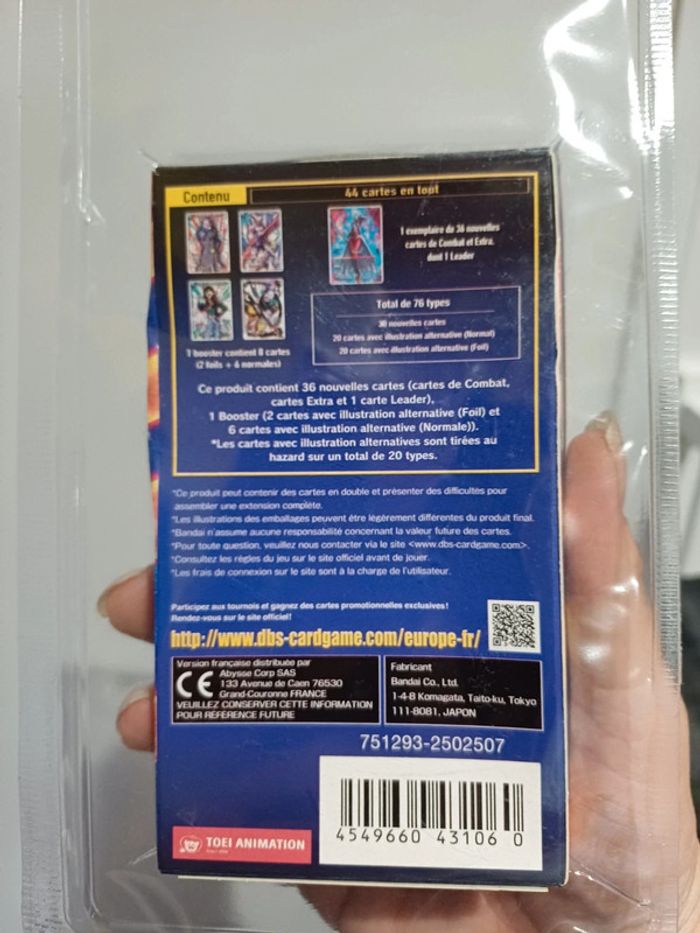 Contenu
44 cartes en tout
1 exemplaire de 36 nouvelles
cartes de Combat et Extra,
dont 1 Leader
Total de 76 types
36 nouvelles cartes
20 cartes avec illustration alternative (Normal)
20 cartes avec illustration alternative (Foil)
1 booster contient 8 cartes
(2 foils + 6 normales)
Ce produit contient 36 nouvelles cartes (cartes de Combat,
cartes Extra et 1 carte Leader),
1 Booster (2 cartes avec illustration alternative (Foil) et
6 cartes avec illustration alternative (Normale)).
*Les cartes avec illustration alternatives sont tirées au
hazard sur un total de 20 types.
*Ce produit peut contenir des cartes en double et présenter des difficultés pour
assembler une extension complète.
*Les illustrations des emballages peuvent être légèrement différentes du produit final.
*Bandai n'assume aucune responsabilité concernant la valeur future des cartes.
*Pour toute question, veuillez nous contacter via le site <www.dbs-cardgame.com>.
*Consultez les règles du jeu sur le site officiel avant de jouer.
*Les frais de connexion sur le site sont à la charge de l'utilisateur.
Participez aux tournois et gagnez des cartes promotionnelles exclusives!
Rendez-vous sur le site officiel!
http://www.dbs-cardgame.com/europe-fr/
Version française distribuée par
Abysse Corp SAS
133 Avenue de Caen 76530
Grand-Couronne FRANCE
VEUILLEZ CONSERVER CETTE INFORMATION
POUR RÉFÉRENCE FUTURE
CE
Fabricant
Bandai Co., Ltd.
1-4-8 Komagata, Taito-ku, Tokyo
111-8081, JAPON
751293-2502507
TOEI ANIMATION
4549660 43106 0